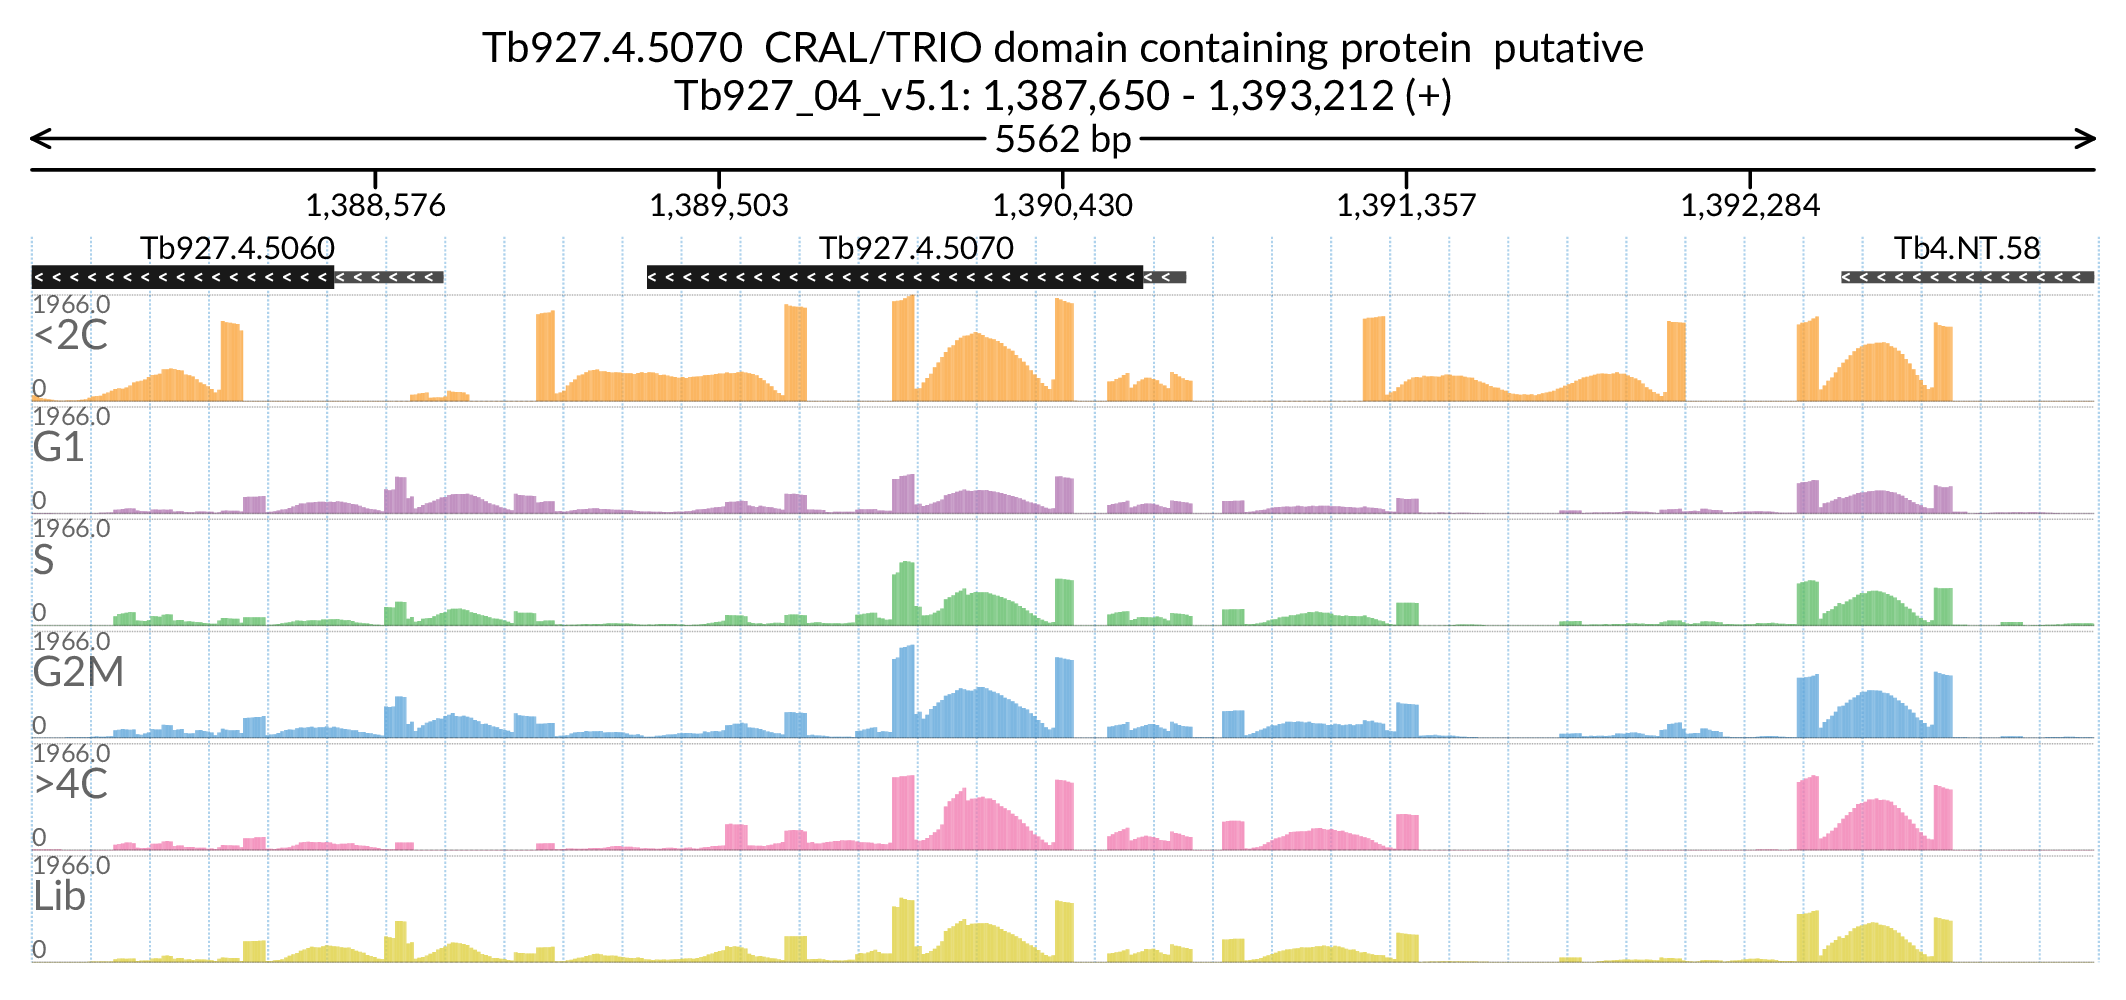 Tb927.4.5070  CRAL/TRIO domain containing protein  putative
Tb927_04_v5.1: 1,387,650 - 1,393,212 (+)
5562 bp
1,388,576 1,389,503 1,390,430 1,391,357 1,392,284
Tb927.4.5060 Tb927.4.5070 Tb4.NT.58
1966.0
<2C
0
1966.0
G1
0
1966.0
S
0
1966.0
G2M
0
1966.0
>4C
0
1966.0
Lib
0